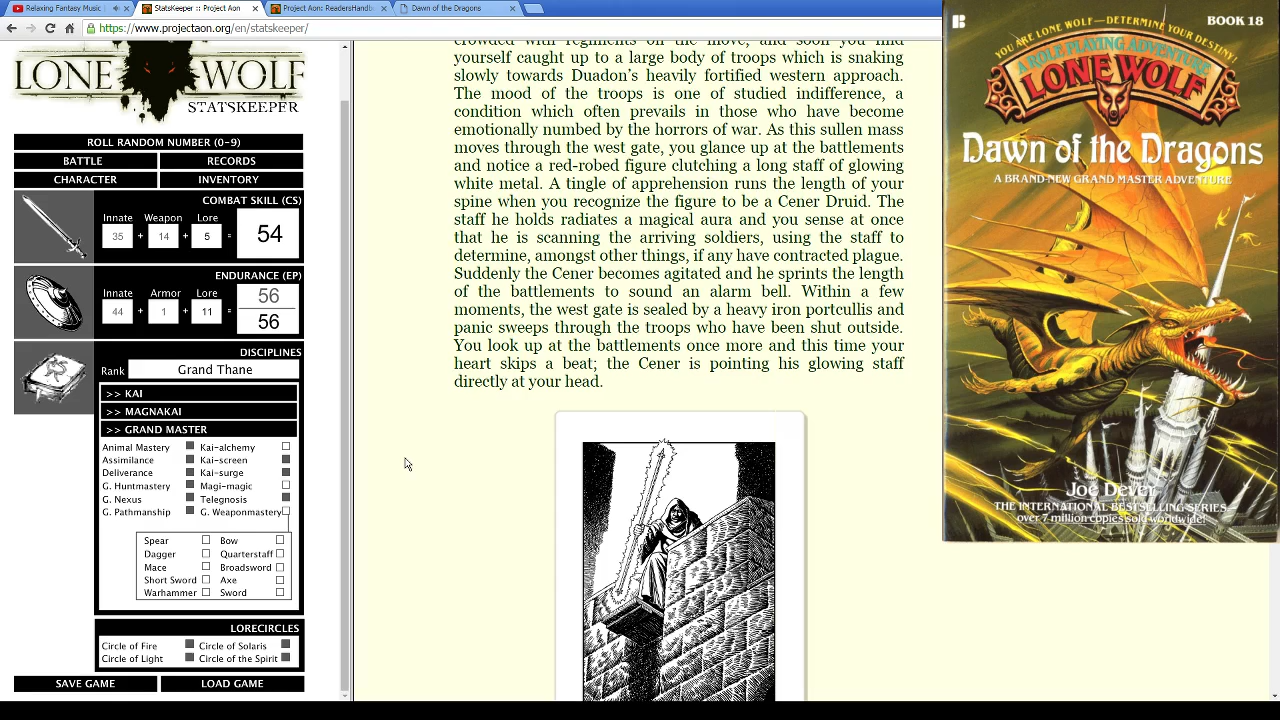 Relaxing Fantasy Music
StatsKeeper :: Project Aon
Project Aon: ReadersHandb
Dawn of the Dragons
https://www.projectaon.org/en/statskeeper/
LONE WOLF
STATSKEEPER
ROLL RANDOM NUMBER (0-9)
BATTLE RECORDS
CHARACTER INVENTORY
COMBAT SKILL (CS)
Innate Weapon Lore
35 + 14 + 5 = 54
ENDURANCE (EP)
Innate Armor Lore
56
44 + 1 + 11 =
56
DISCIPLINES
Rank Grand Thane
>> KAI
>> MAGNAKAI
>> GRAND MASTER
Animal Mastery Kai-alchemy
Assimilance Kai-screen
Deliverance Kai-surge
G. Huntmastery Magi-magic
G. Nexus Telegnosis
G. Pathmanship G. Weaponmastery
Spear Bow
Dagger Quarterstaff
Mace Broadsword
Short Sword Axe
Warhammer Sword
LORECIRCLES
Circle of Fire Circle of Solaris
Circle of Light Circle of the Spirit
SAVE GAME LOAD GAME
crowded with regiments on the move, and soon you find
yourself caught up to a large body of troops which is snaking
slowly towards Duadon’s heavily fortified western approach.
The mood of the troops is one of studied indifference, a
condition which often prevails in those who have become
emotionally numbed by the horrors of war. As this sullen mass
moves through the west gate, you glance up at the battlements
and notice a red-robed figure clutching a long staff of glowing
white metal. A tingle of apprehension runs the length of your
spine when you recognize the figure to be a Cener Druid. The
staff he holds radiates a magical aura and you sense at once
that he is scanning the arriving soldiers, using the staff to
determine, amongst other things, if any have contracted plague.
Suddenly the Cener becomes agitated and he sprints the length
of the battlements to sound an alarm bell. Within a few
moments, the west gate is sealed by a heavy iron portcullis and
panic sweeps through the troops who have been shut outside.
You look up at the battlements once more and this time your
heart skips a beat; the Cener is pointing his glowing staff
directly at your head.
B
BOOK 18
YOU ARE LONE WOLF—DETERMINE YOUR DESTINY!
A ROLE PLAYING ADVENTURE
LONE WOLF
Dawn of the Dragons
A BRAND-NEW GRAND MASTER ADVENTURE
Joe Dever
THE INTERNATIONAL BESTSELLING SERIES—
over 7 million copies sold worldwide!